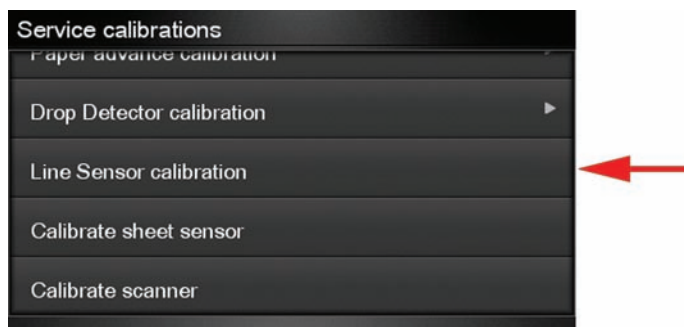 Service calibrations
Paper advance calibration
Drop Detector calibration
Line Sensor calibration
Calibrate sheet sensor
Calibrate scanner